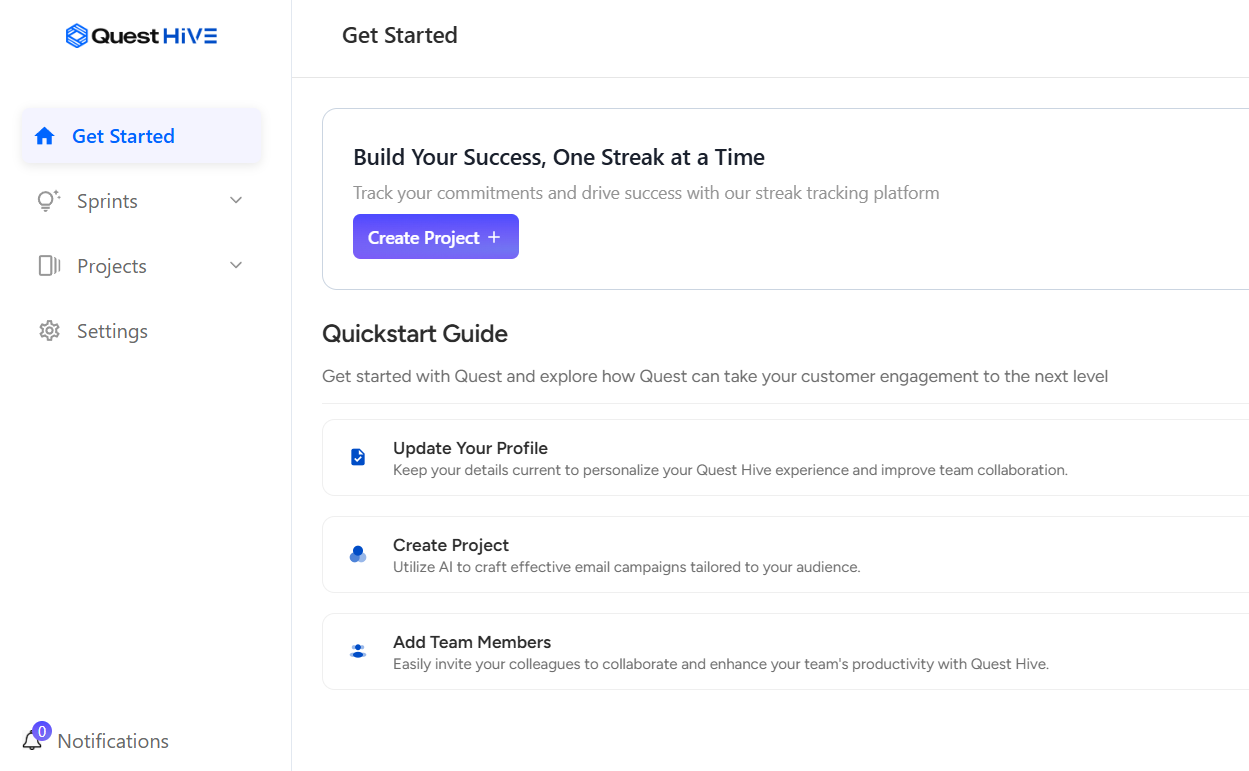 Quest HiVE
Get Started
Sprints
Projects
Settings
0
Notifications
Get Started
Build Your Success, One Streak at a Time
Track your commitments and drive success with our streak tracking platform
Create Project +
Quickstart Guide
Get started with Quest and explore how Quest can take your customer engagement to the next level
Update Your Profile
Keep your details current to personalize your Quest Hive experience and improve team collaboration.
Create Project
Utilize AI to craft effective email campaigns tailored to your audience.
Add Team Members
Easily invite your colleagues to collaborate and enhance your team's productivity with Quest Hive.